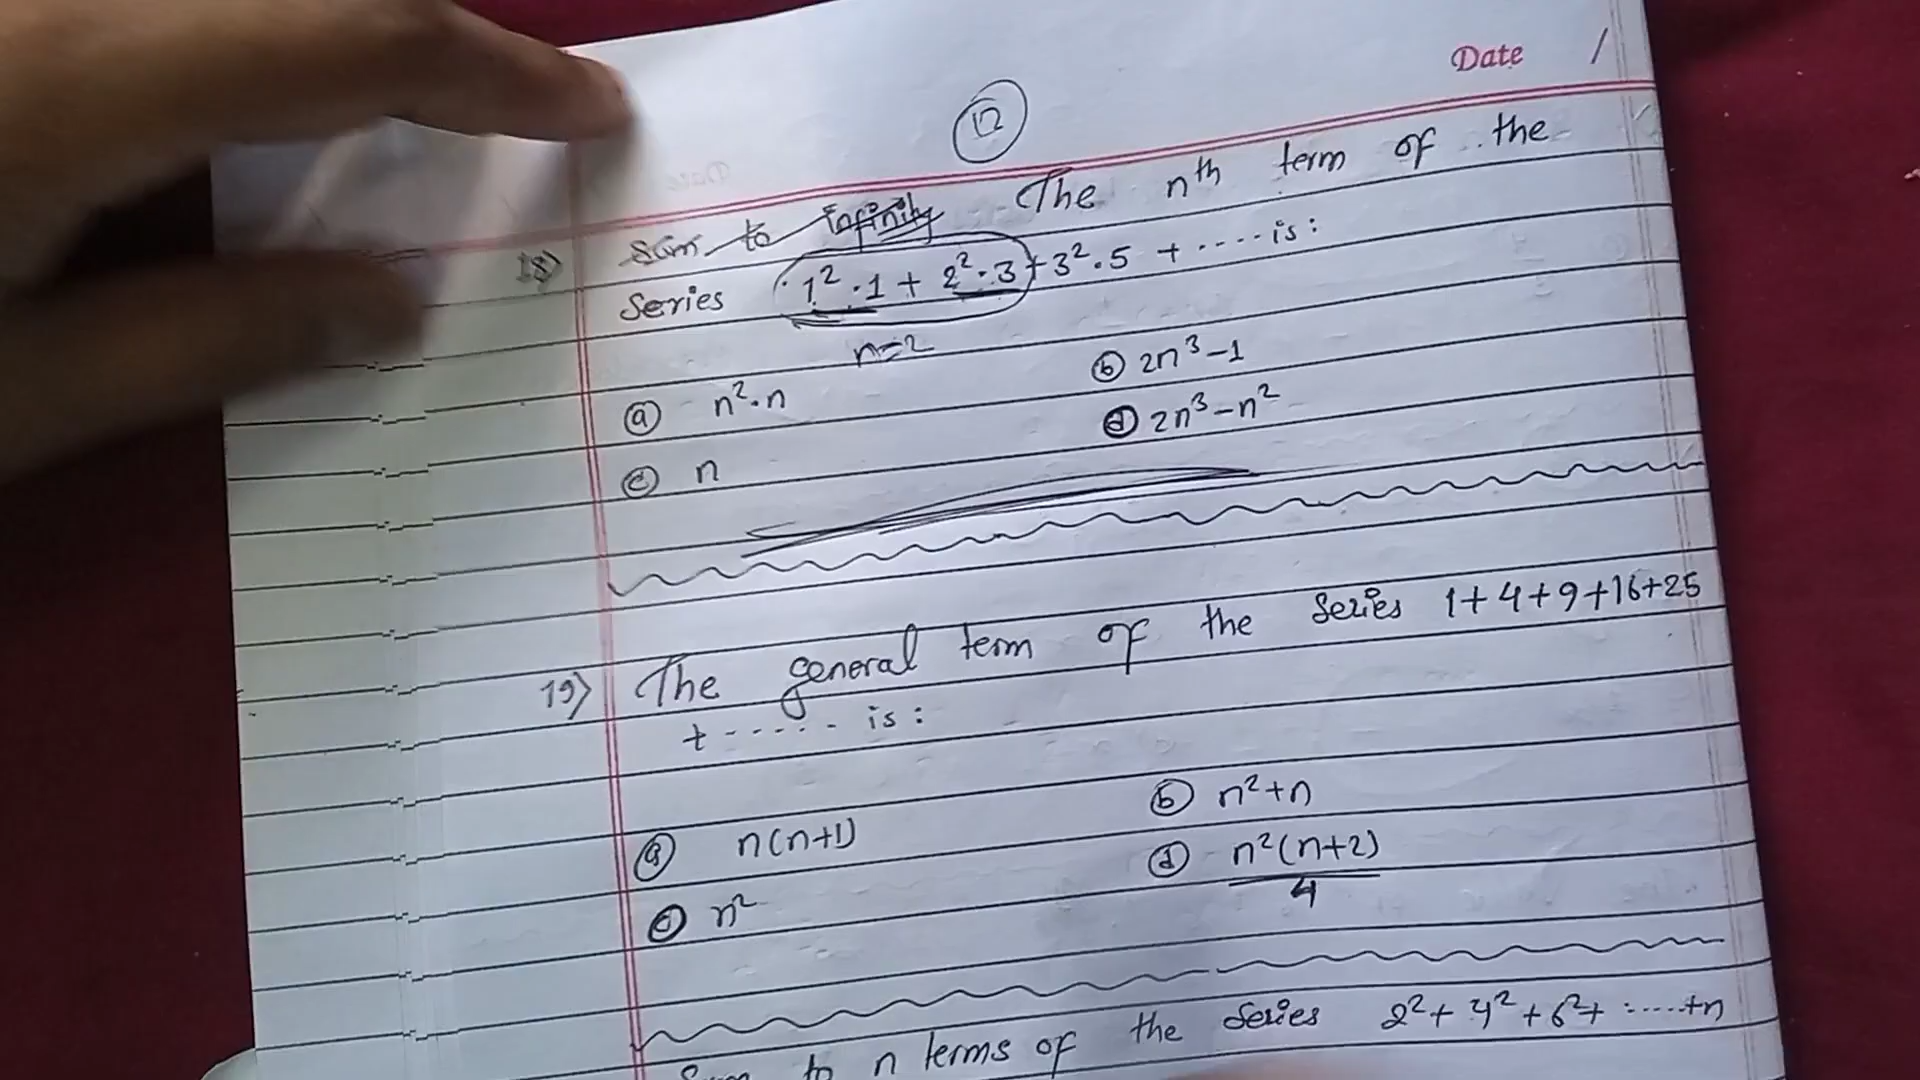 Date /
12
18) Sum to Infinity The nth term of the
Series 1².1 + 2².3 + 3².5 + ..... is:
n=2
(a) n².n (b) 2n³-1
(c) n (d) 2n³-n²
19) The general term of the Series 1+4+9+16+25
+ ...... is:
(a) n(n+1) (b) n²+n
(c) n² (d) n²(n+2)/4
Sum to n terms of the Series 2²+4²+6²+.....+n